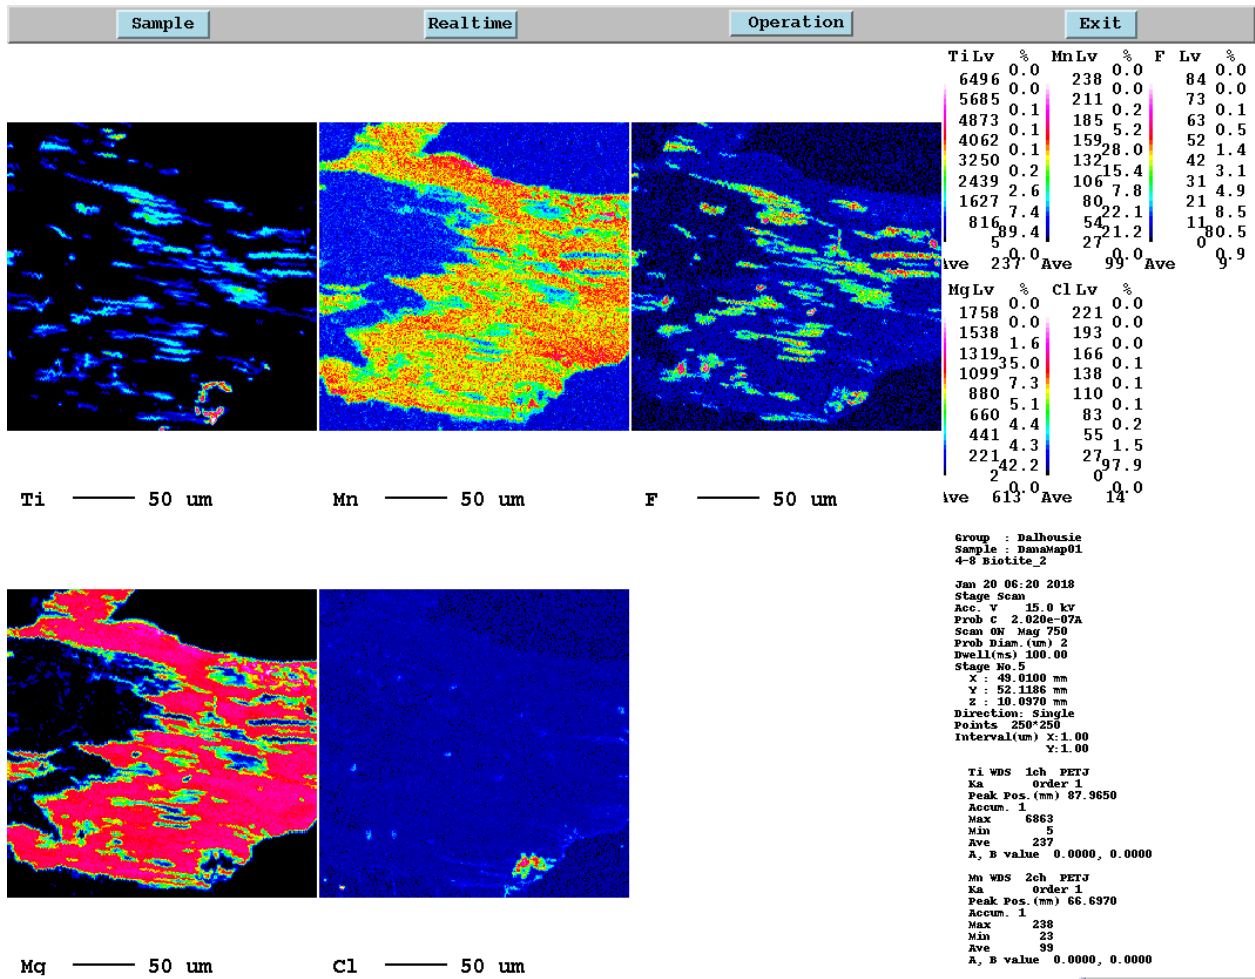 Sample Realtime Operation Exit
Ti Lv % Mn Lv % F Lv %
0.0 0.0 0.0
6496 238 84
0.0 0.0 0.0
5685 211 73
0.1 0.2 0.1
4873 185 63
0.1 5.2 0.5
4062 159 52
0.1 28.0 1.4
3250 132 42
0.2 15.4 3.1
2439 106 31
2.6 7.8 4.9
1627 80 21
7.4 22.1 8.5
816 54 11
89.4 21.2 80.5
5 27 0
0.0 0.0 0.9
Ave 237 Ave 99 Ave 9
Mg Lv % Cl Lv %
0.0 0.0
1758 221
0.0 0.0
1538 193
1.6 0.0
1319 166
35.0 0.1
1099 138
7.3 0.1
880 110
5.1 0.1
660 83
4.4 0.2
441 55
4.3 1.5
221 27
42.2 97.9
2 0
0.0 0.0
Ave 613 Ave 14
Ti 50 um Mn 50 um F 50 um
Group : Dalhousie
Sample : DanaMap01
4-8 Biotite_2
Jan 20 06:20 2018
Stage Scan
Acc. V 15.0 kV
Prob C 2.020e-07A
Scan ON Mag 750
Prob Diam.(um) 2
Dwell(ms) 100.00
Stage No.5
X : 49.0100 mm
Y : 52.1186 mm
Z : 10.0970 mm
Direction: Single
Points 250*250
Interval(um) X:1.00
Y:1.00
Ti WDS 1ch PETJ
Ka Order 1
Peak Pos.(mm) 87.9650
Accum. 1
Max 6863
Min 5
Ave 237
A, B value 0.0000, 0.0000
Mn WDS 2ch PETJ
Ka Order 1
Peak Pos.(mm) 66.6970
Accum. 1
Max 238
Min 23
Ave 99
A, B value 0.0000, 0.0000
Mg 50 um Cl 50 um